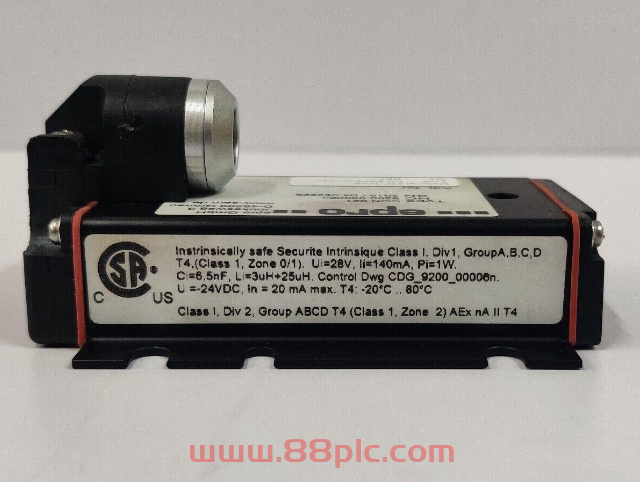 epro
SA
C US
Instrinsically safe Securite Intrinsique Class I, Div1, GroupA,B,C,D
T4,(Class 1, Zone 0/1). Ui=28V, Ii=140mA, Pi=1W.
Ci=6.5nF, Li=3uH+25uH. Control Dwg CDG_9200_00006n.
U =-24VDC, In = 20 mA max. T4: -20°C .. 80°C
Class I, Div 2, Group ABCD T4 (Class 1, Zone 2) AEx nA II T4
www.88plc.com